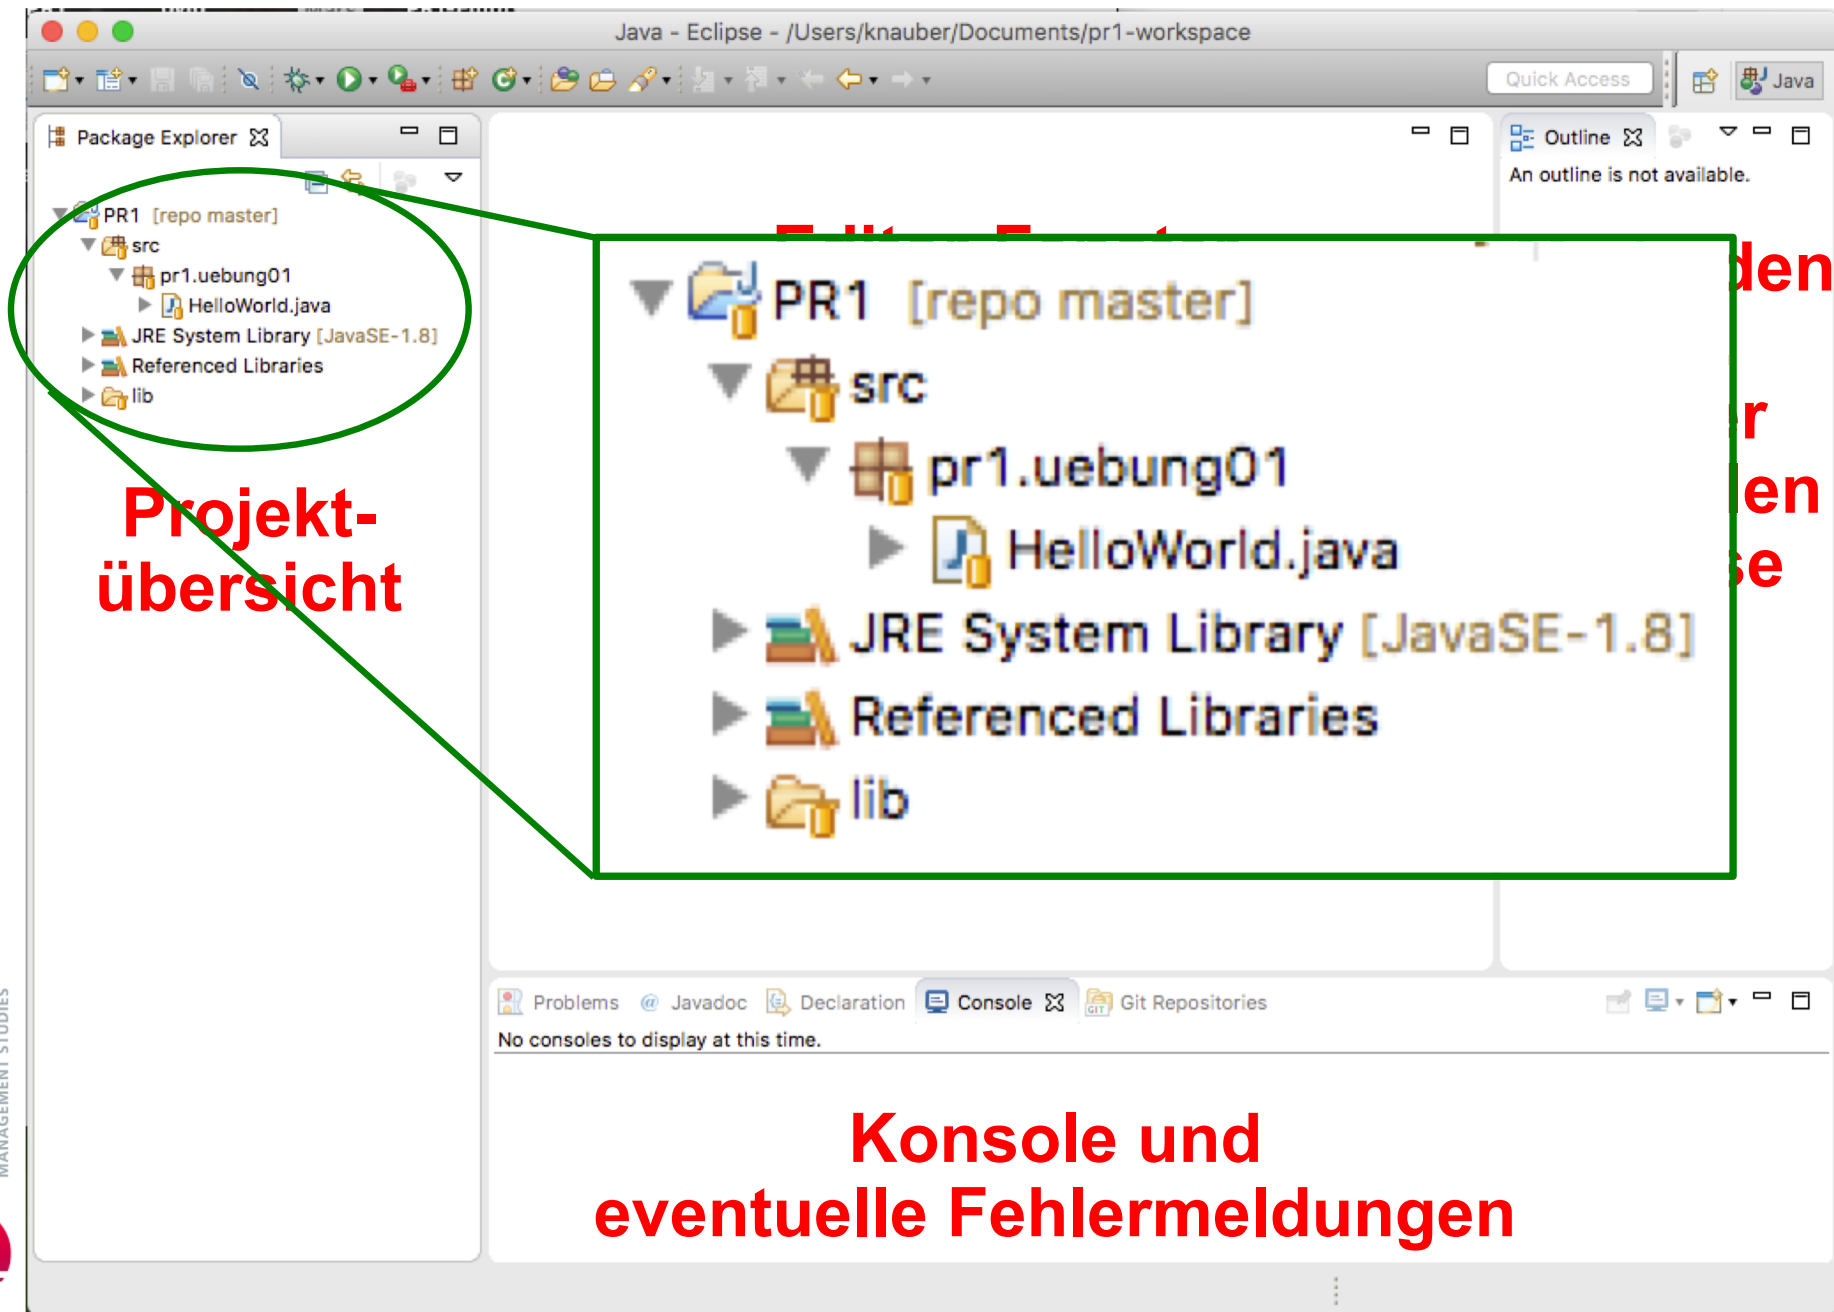 Java - Eclipse - /Users/knauber/Documents/pr1-workspace
Quick Access
Java
Package Explorer
PR1 [repo master]
src
pr1.uebung01
HelloWorld.java
JRE System Library [JavaSE-1.8]
Referenced Libraries
lib
Projekt-
übersicht
Outline
An outline is not available.
PR1 [repo master]
src
pr1.uebung01
HelloWorld.java
JRE System Library [JavaSE-1.8]
Referenced Libraries
lib
Problems @ Javadoc Declaration Console Git Repositories
No consoles to display at this time.
Konsole und
eventuelle Fehlermeldungen
MANAGEMENT STUDIES